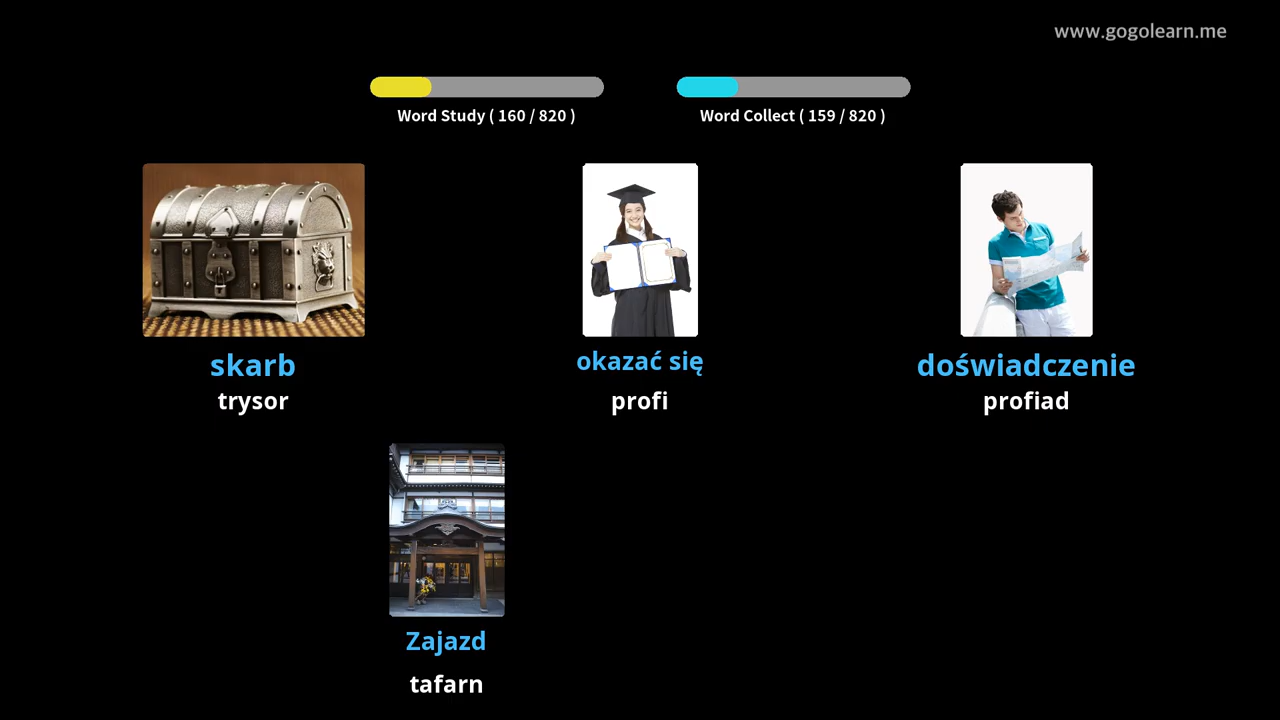 www.gogolearn.me
Word Study ( 160 / 820 )
Word Collect ( 159 / 820 )
skarb
trysor
okazać się
profi
doświadczenie
profiad
Zajazd
tafarn